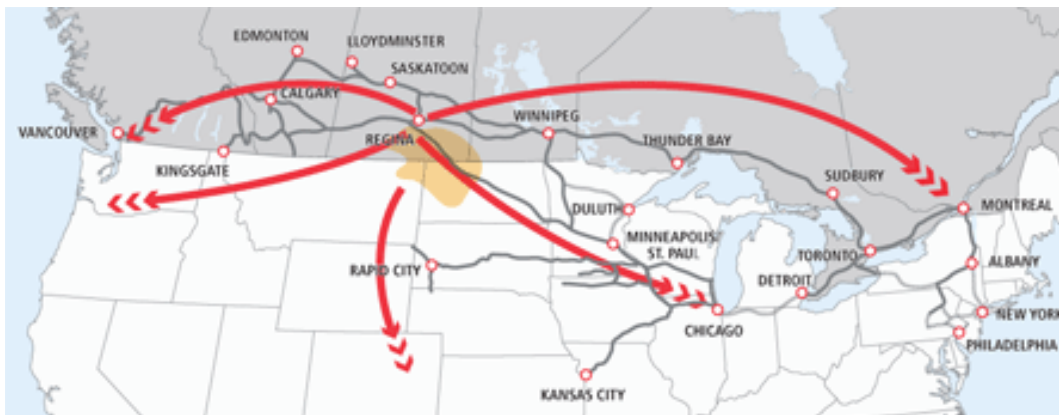 EDMONTON
LLOYDMINSTER
SASKATOON
CALGARY
VANCOUVER
REGINA
WINNIPEG
KINGSGATE
THUNDER BAY
SUDBURY
MONTREAL
DULUTH
MINNEAPOLIS/
ST. PAUL
TORONTO
ALBANY
RAPID CITY
DETROIT
CHICAGO
NEW YORK
PHILADELPHIA
KANSAS CITY